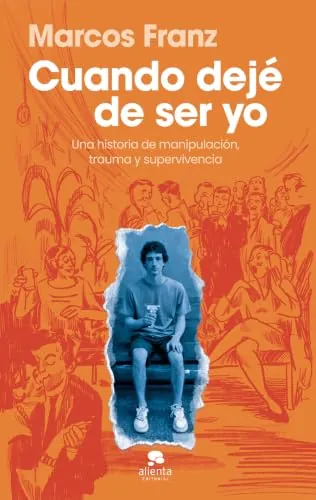 Marcos Franz
Cuando dejé
de ser yo
Una historia de manipulación,
trauma y supervivencia
alienta
EDITORIAL